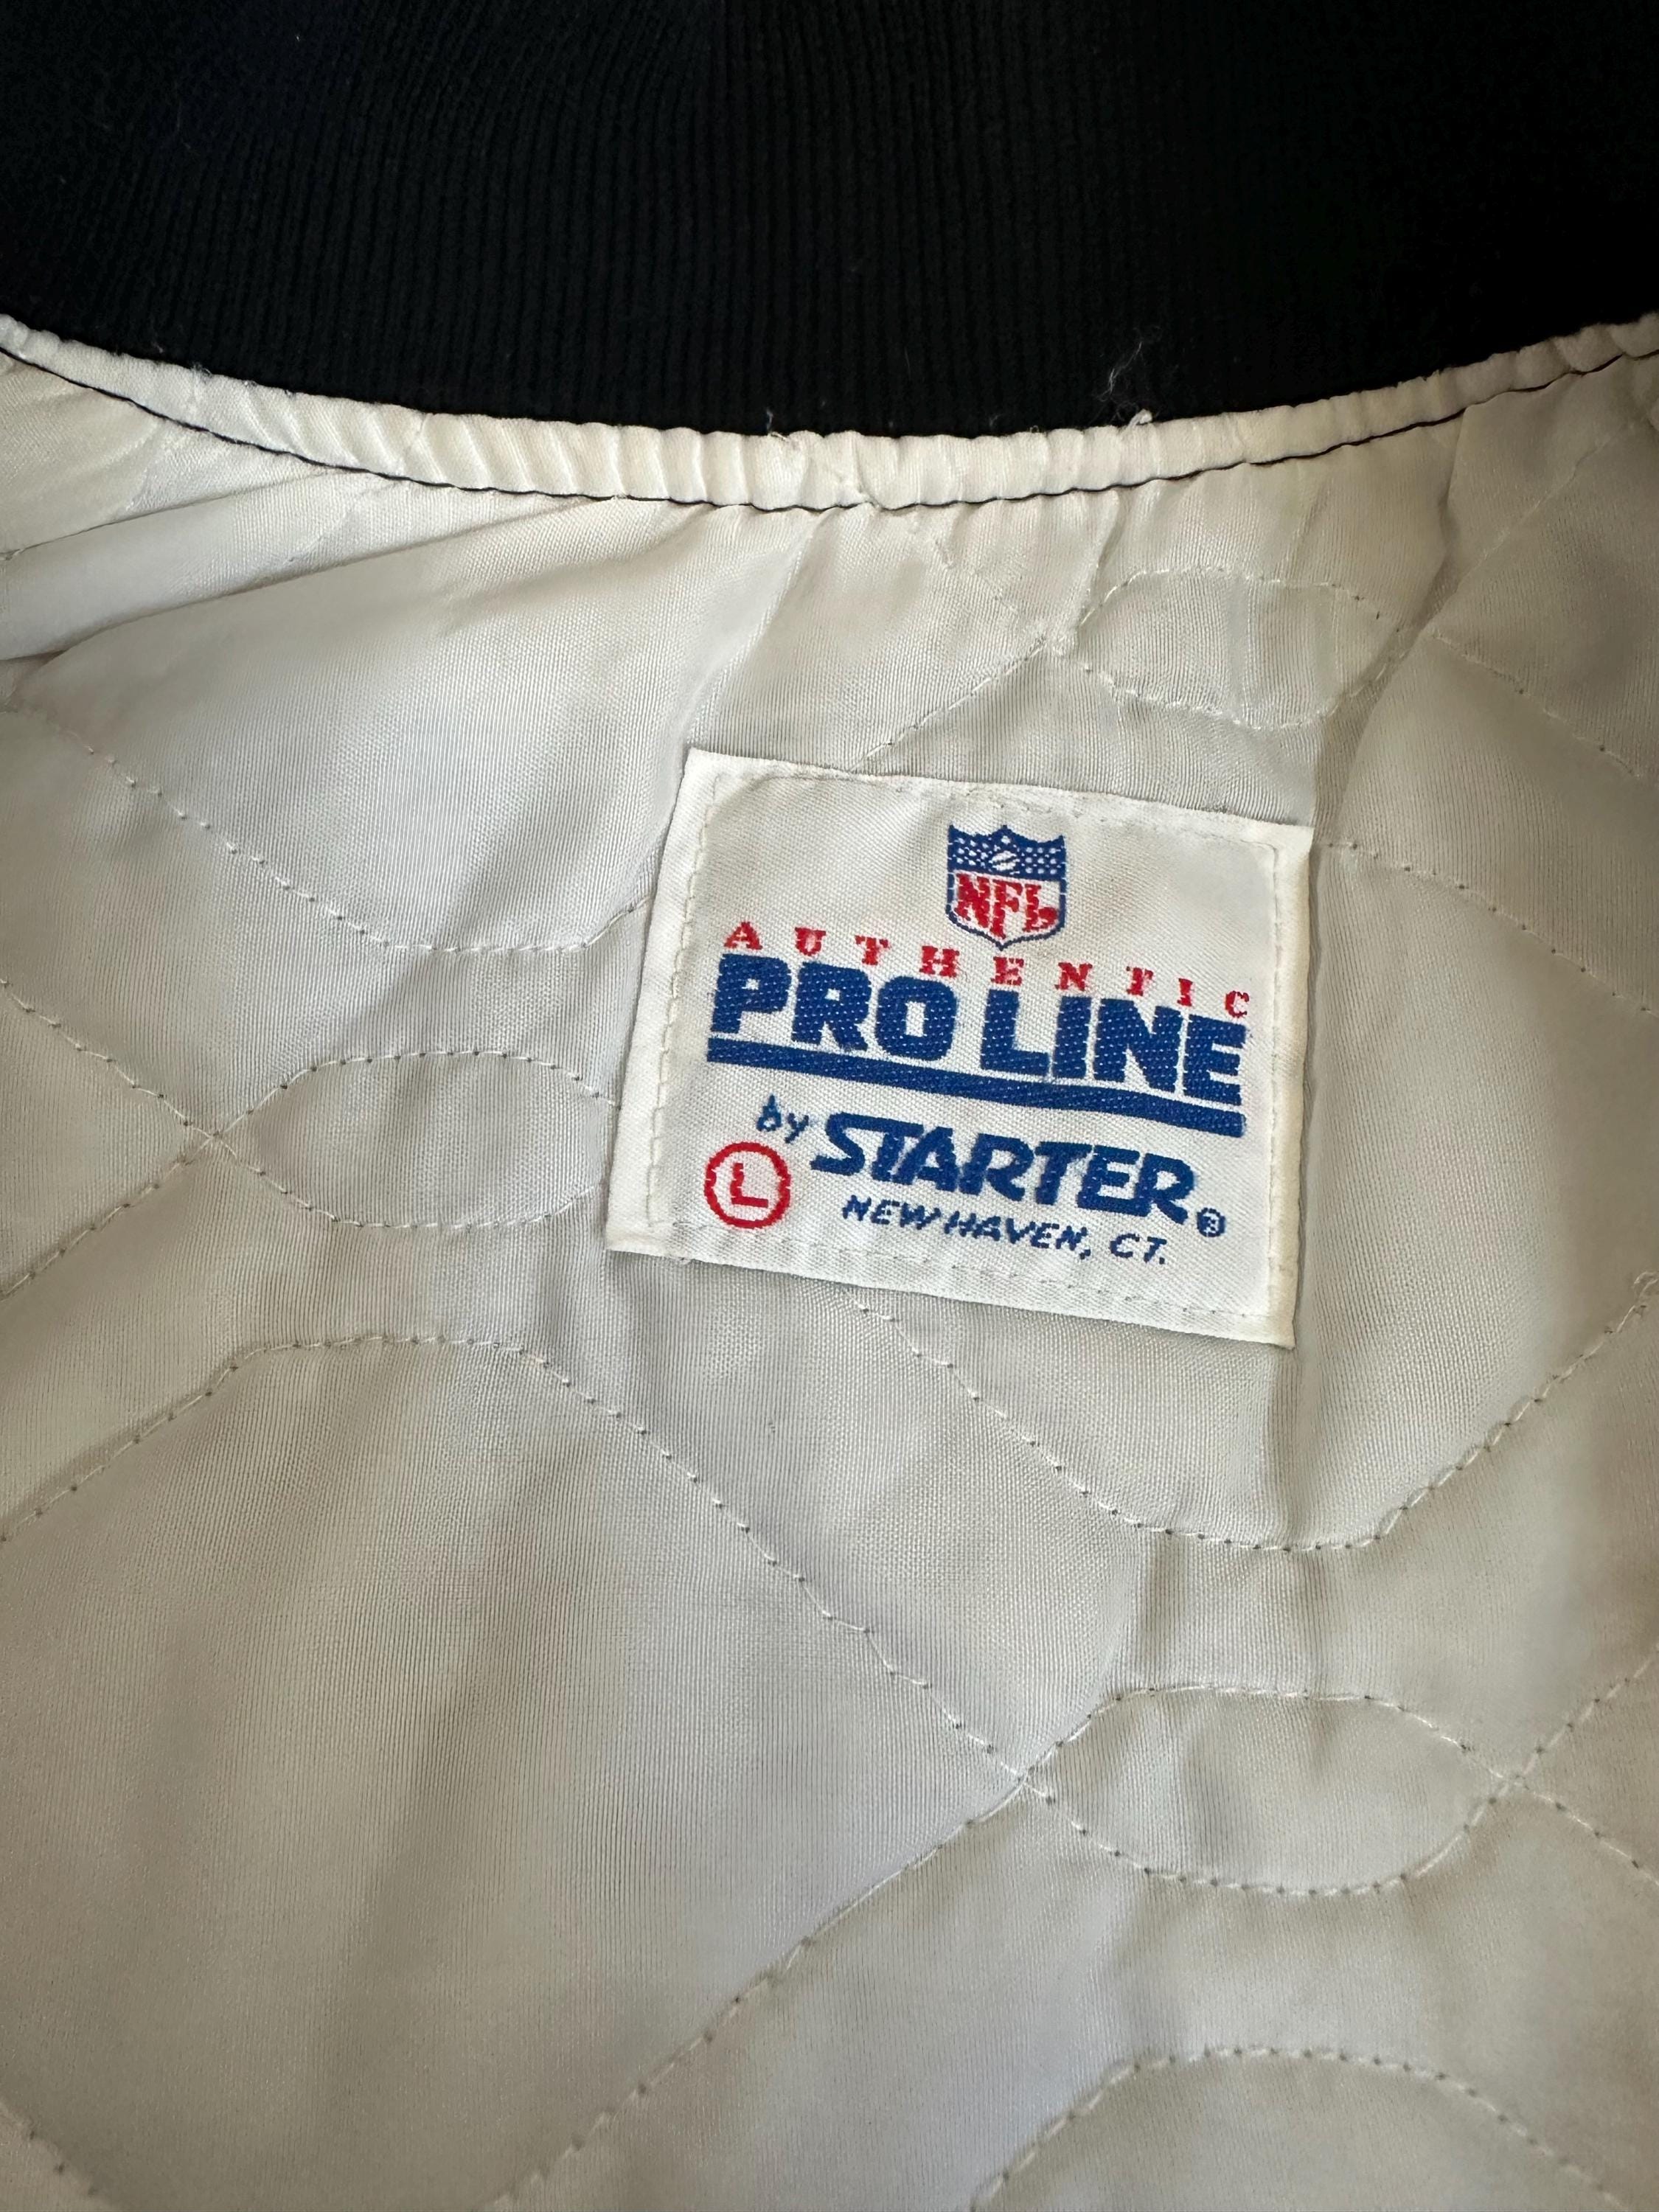 NFL
AUTHENTIC
PRO LINE
by STARTER®
L
NEW HAVEN, CT.